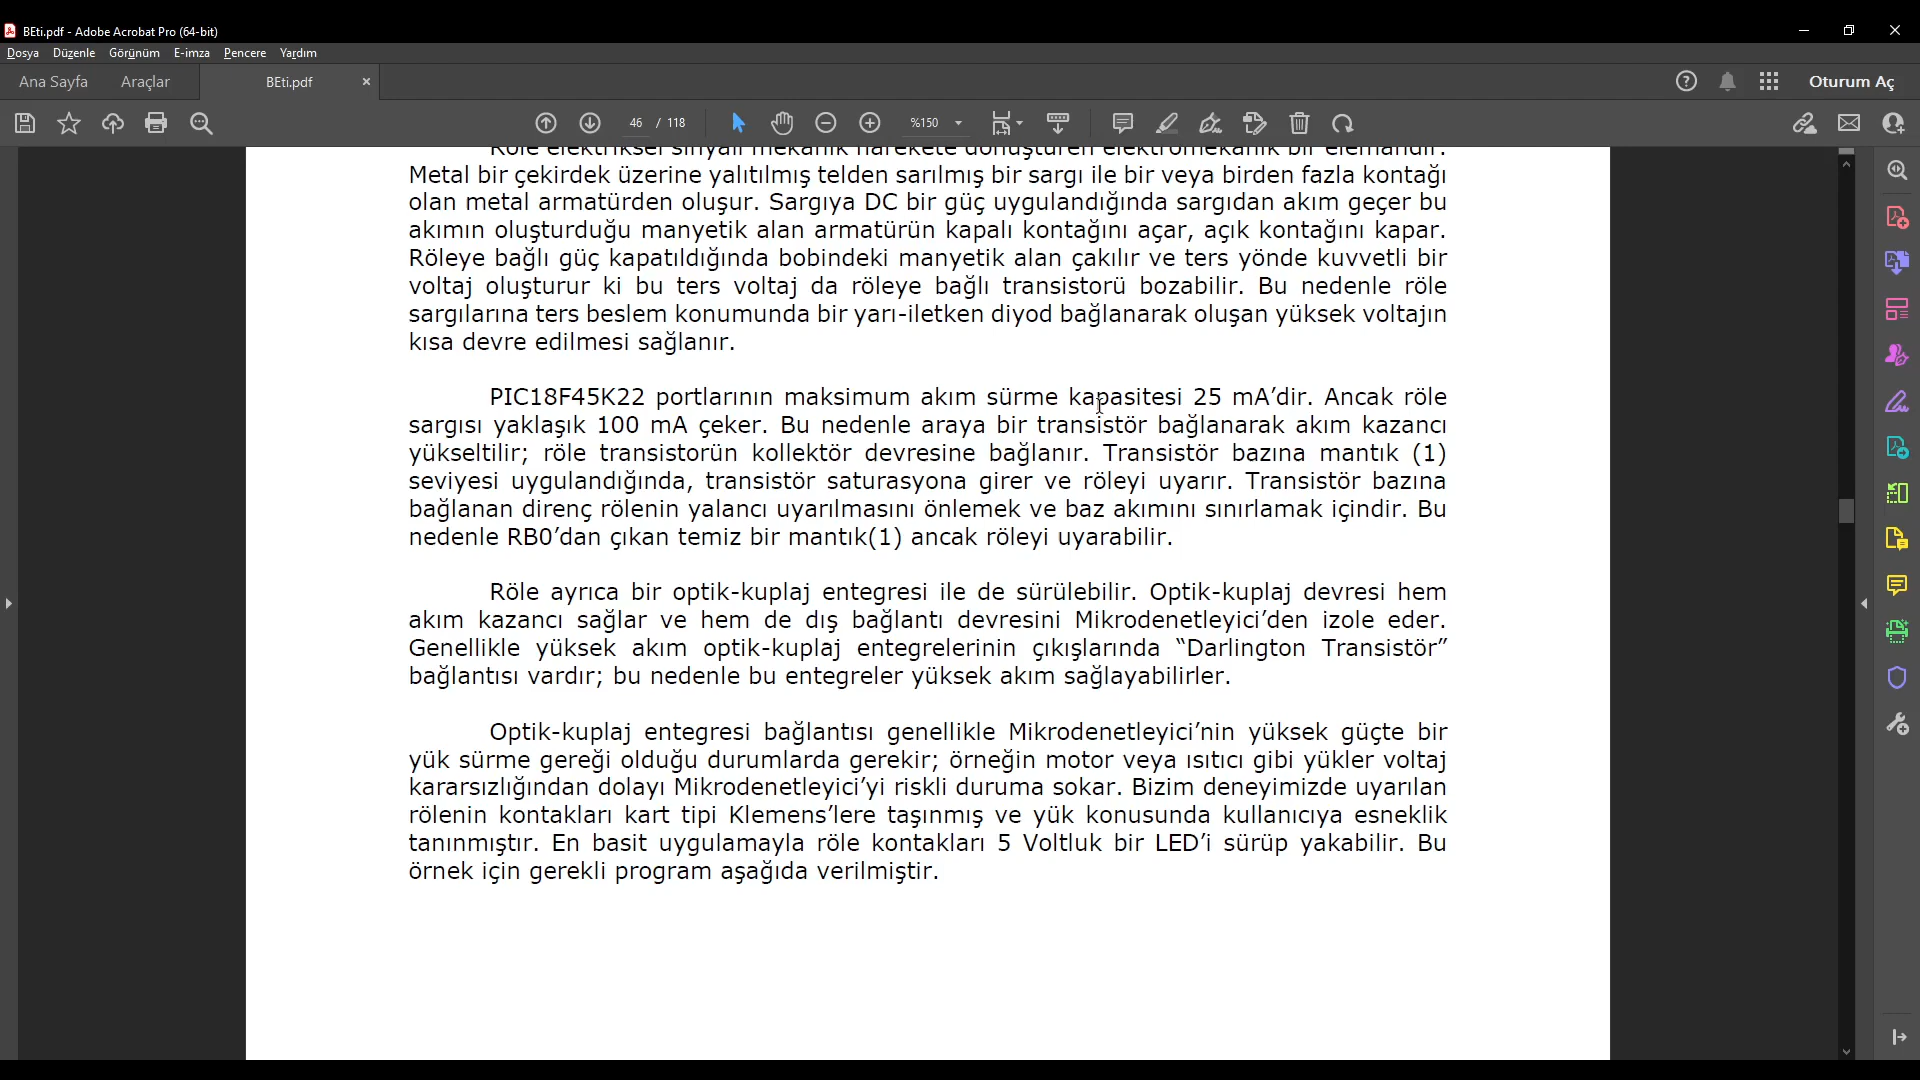 BEti.pdf - Adobe Acrobat Pro (64-bit)
Dosya Düzenle Görünüm E-imza Pencere Yardım
Ana Sayfa Araçlar BEti.pdf Oturum Aç
46 / 118 %150
Röle elektriksel sinyali mekanik harekete dönüştüren elektromekanik bir elemandır.
Metal bir çekirdek üzerine yalıtılmış telden sarılmış bir sargı ile bir veya birden fazla kontağı
olan metal armatürden oluşur. Sargıya DC bir güç uygulandığında sargıdan akım geçer bu
akımın oluşturduğu manyetik alan armatürün kapalı kontağını açar, açık kontağını kapar.
Röleye bağlı güç kapatıldığında bobindeki manyetik alan çakılır ve ters yönde kuvvetli bir
voltaj oluşturur ki bu ters voltaj da röleye bağlı transistorü bozabilir. Bu nedenle röle
sargılarına ters beslem konumunda bir yarı-iletken diyod bağlanarak oluşan yüksek voltajın
kısa devre edilmesi sağlanır.
PIC18F45K22 portlarının maksimum akım sürme kapasitesi 25 mA’dir. Ancak röle
sargısı yaklaşık 100 mA çeker. Bu nedenle araya bir transistör bağlanarak akım kazancı
yükseltilir; röle transistorün kollektör devresine bağlanır. Transistör bazına mantık (1)
seviyesi uygulandığında, transistör saturasyona girer ve röleyi uyarır. Transistör bazına
bağlanan direnç rölenin yalancı uyarılmasını önlemek ve baz akımını sınırlamak içindir. Bu
nedenle RB0’dan çıkan temiz bir mantık(1) ancak röleyi uyarabilir.
Röle ayrıca bir optik-kuplaj entegresi ile de sürülebilir. Optik-kuplaj devresi hem
akım kazancı sağlar ve hem de dış bağlantı devresini Mikrodenetleyici’den izole eder.
Genellikle yüksek akım optik-kuplaj entegrelerinin çıkışlarında “Darlington Transistör”
bağlantısı vardır; bu nedenle bu entegreler yüksek akım sağlayabilirler.
Optik-kuplaj entegresi bağlantısı genellikle Mikrodenetleyici’nin yüksek güçte bir
yük sürme gereği olduğu durumlarda gerekir; örneğin motor veya ısıtıcı gibi yükler voltaj
kararsızlığından dolayı Mikrodenetleyici’yi riskli duruma sokar. Bizim deneyimizde uyarılan
rölenin kontakları kart tipi Klemens’lere taşınmış ve yük konusunda kullanıcıya esneklik
tanınmıştır. En basit uygulamayla röle kontakları 5 Voltluk bir LED’i sürüp yakabilir. Bu
örnek için gerekli program aşağıda verilmiştir.